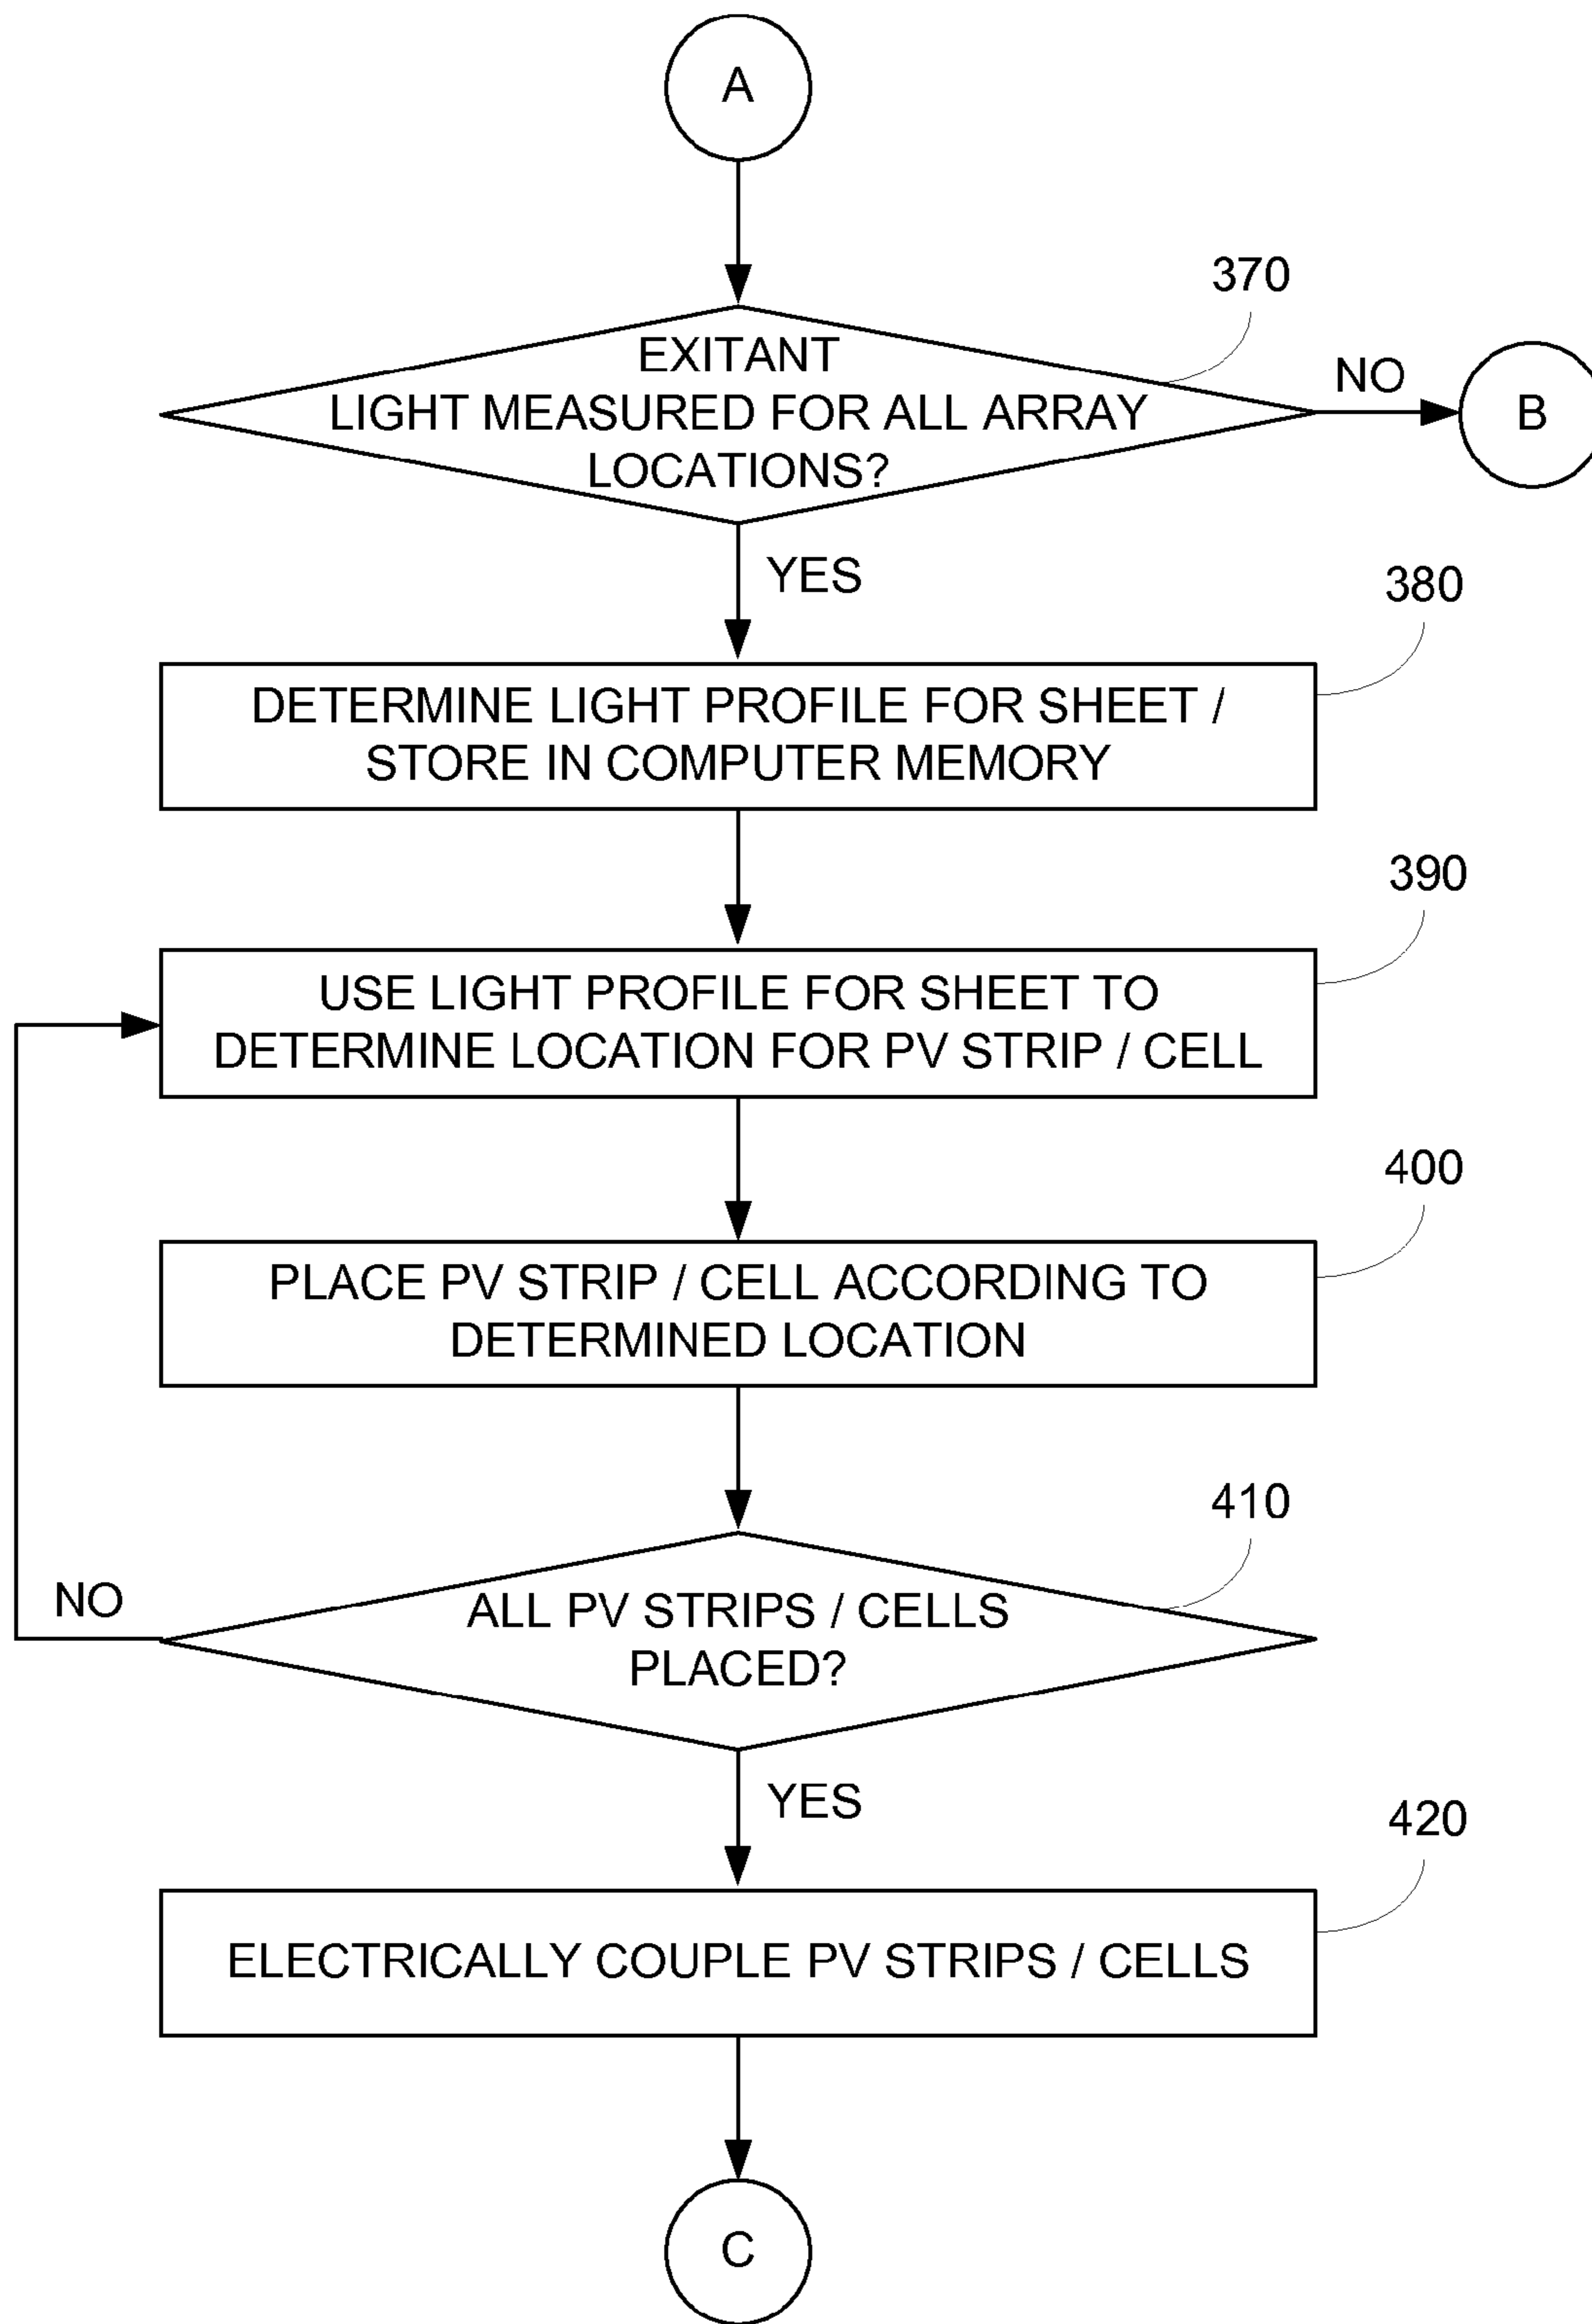 A
370
EXITANT
LIGHT MEASURED FOR ALL ARRAY
LOCATIONS?
NO
B
YES
380
DETERMINE LIGHT PROFILE FOR SHEET /
STORE IN COMPUTER MEMORY
390
USE LIGHT PROFILE FOR SHEET TO
DETERMINE LOCATION FOR PV STRIP / CELL
400
PLACE PV STRIP / CELL ACCORDING TO
DETERMINED LOCATION
410
NO
ALL PV STRIPS / CELLS
PLACED?
YES
420
ELECTRICALLY COUPLE PV STRIPS / CELLS
C